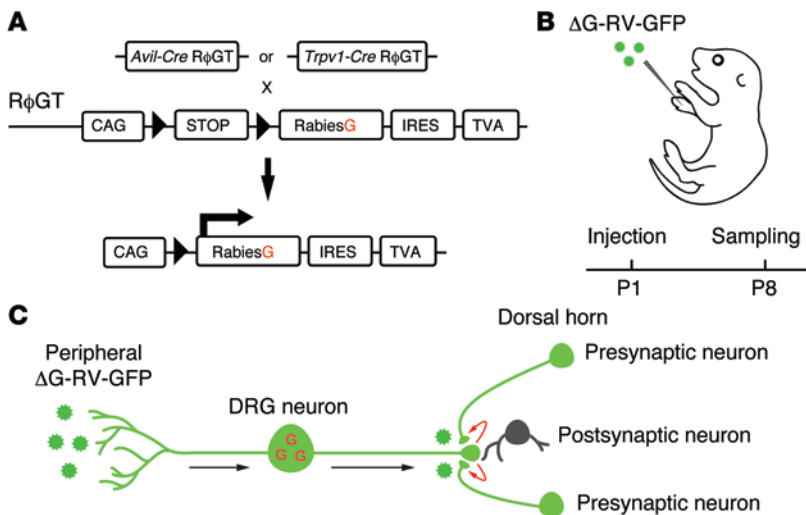 A
Avil-Cre RϕGT or Trpv1-Cre RϕGT
X
RϕGT
CAG STOP RabiesG IRES TVA
CAG RabiesG IRES TVA
B
ΔG-RV-GFP
Injection Sampling
P1 P8
C
Peripheral
ΔG-RV-GFP
DRG neuron
G
G G
Dorsal horn
Presynaptic neuron
Postsynaptic neuron
Presynaptic neuron